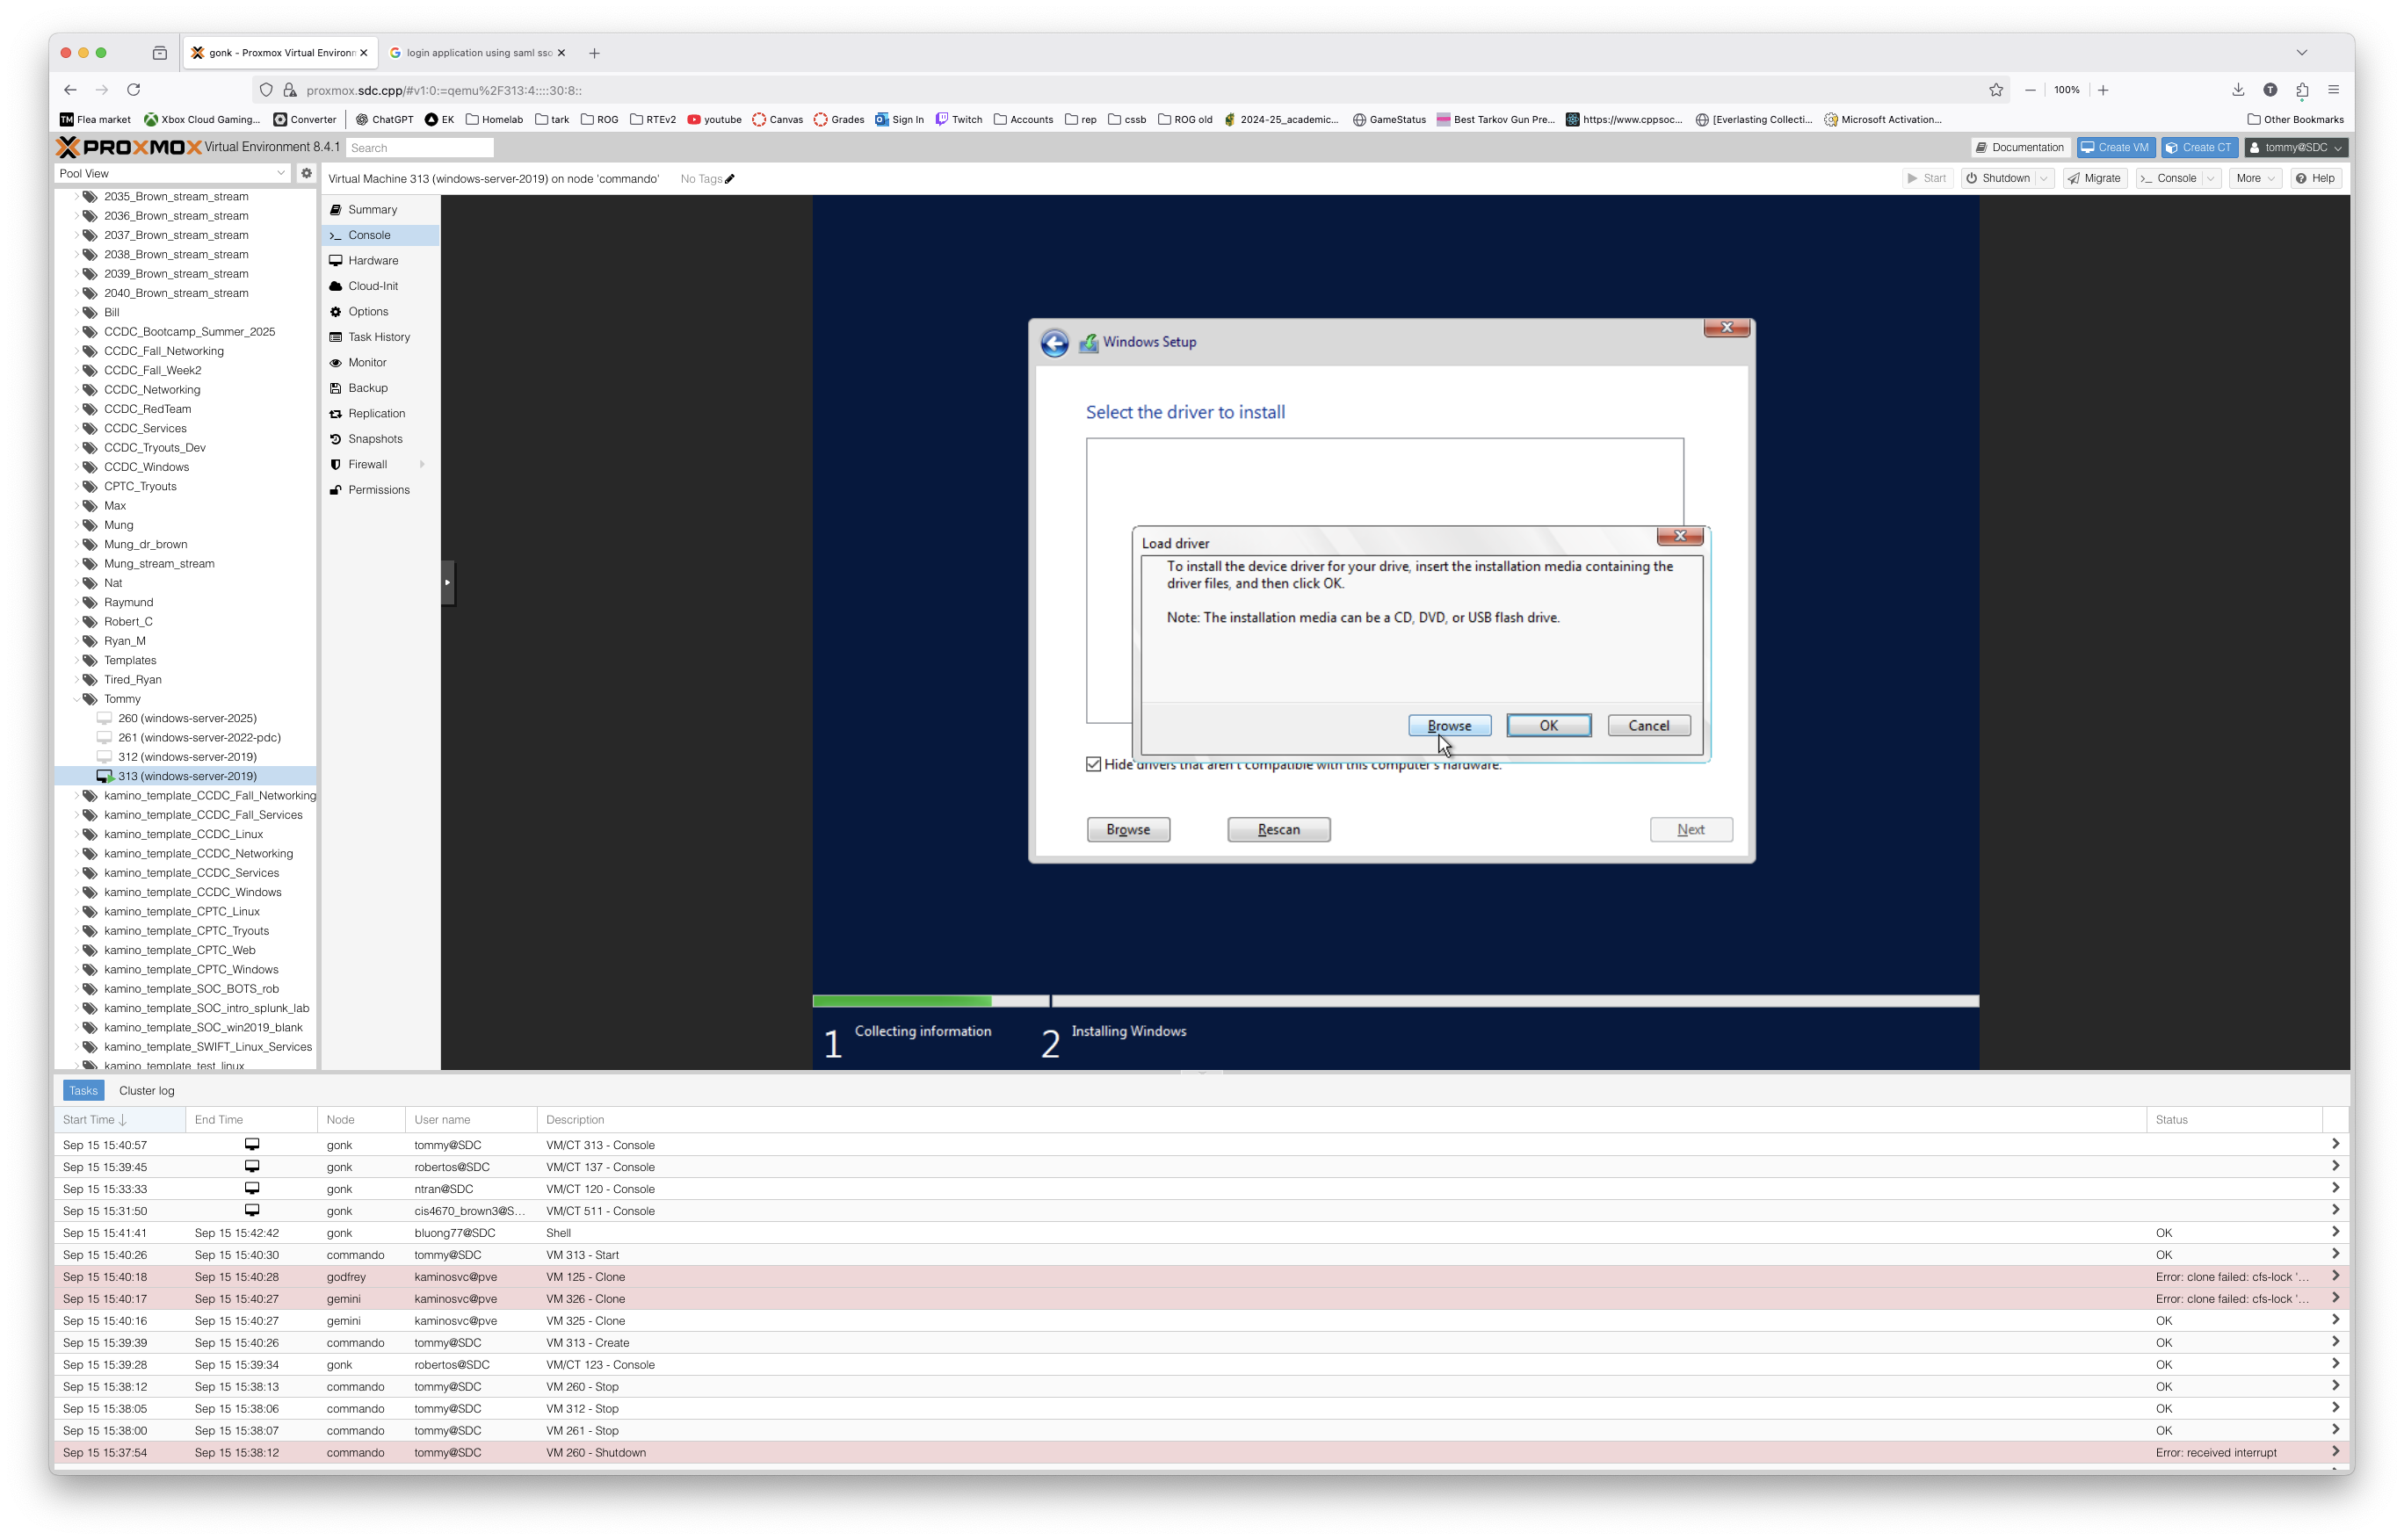 gonk - Proxmox Virtual Environm
login application using saml sso
proxmox.sdc.cpp/#v1:0:=qemu%2F313:4::::30:8::
100%
Flea market
Xbox Cloud Gaming...
Converter
ChatGPT
EK
Homelab
tark
ROG
RTEv2
youtube
Canvas
Grades
Sign In
Twitch
Accounts
rep
cssb
ROG old
2024-25_academic...
GameStatus
Best Tarkov Gun Pre...
https://www.cppsoc...
[Everlasting Collecti...
Microsoft Activation...
Other Bookmarks
PROXMOX Virtual Environment 8.4.1
Search
Documentation
Create VM
Create CT
tommy@SDC
Pool View
Virtual Machine 313 (windows-server-2019) on node 'commando'
No Tags
Start
Shutdown
Migrate
Console
More
Help
2035_Brown_stream_stream
2036_Brown_stream_stream
2037_Brown_stream_stream
2038_Brown_stream_stream
2039_Brown_stream_stream
2040_Brown_stream_stream
Bill
CCDC_Bootcamp_Summer_2025
CCDC_Fall_Networking
CCDC_Fall_Week2
CCDC_Networking
CCDC_RedTeam
CCDC_Services
CCDC_Tryouts_Dev
CCDC_Windows
CPTC_Tryouts
Max
Mung
Mung_dr_brown
Mung_stream_stream
Nat
Raymund
Robert_C
Ryan_M
Templates
Tired_Ryan
Tommy
260 (windows-server-2025)
261 (windows-server-2022-pdc)
312 (windows-server-2019)
313 (windows-server-2019)
kamino_template_CCDC_Fall_Networking
kamino_template_CCDC_Fall_Services
kamino_template_CCDC_Linux
kamino_template_CCDC_Networking
kamino_template_CCDC_Services
kamino_template_CCDC_Windows
kamino_template_CPTC_Linux
kamino_template_CPTC_Tryouts
kamino_template_CPTC_Web
kamino_template_CPTC_Windows
kamino_template_SOC_BOTS_rob
kamino_template_SOC_intro_splunk_lab
kamino_template_SOC_win2019_blank
kamino_template_SWIFT_Linux_Services
kamino_template_test_linux
Summary
Console
Hardware
Cloud-Init
Options
Task History
Monitor
Backup
Replication
Snapshots
Firewall
Permissions
Windows Setup
Select the driver to install
Load driver
To install the device driver for your drive, insert the installation media containing the
driver files, and then click OK.
Note: The installation media can be a CD, DVD, or USB flash drive.
Browse
OK
Cancel
Hide drivers that aren't compatible with this computer's hardware.
Browse
Rescan
Next
1 Collecting information
2 Installing Windows
Tasks
Cluster log
Start Time End Time Node User name Description Status
Sep 15 15:40:57 gonk tommy@SDC VM/CT 313 - Console
Sep 15 15:39:45 gonk robertos@SDC VM/CT 137 - Console
Sep 15 15:33:33 gonk ntran@SDC VM/CT 120 - Console
Sep 15 15:31:50 gonk cis4670_brown3@S... VM/CT 511 - Console
Sep 15 15:41:41 Sep 15 15:42:42 gonk bluong77@SDC Shell OK
Sep 15 15:40:26 Sep 15 15:40:30 commando tommy@SDC VM 313 - Start OK
Sep 15 15:40:18 Sep 15 15:40:28 godfrey kaminosvc@pve VM 125 - Clone Error: clone failed: cfs-lock '...
Sep 15 15:40:17 Sep 15 15:40:27 gemini kaminosvc@pve VM 326 - Clone Error: clone failed: cfs-lock '...
Sep 15 15:40:16 Sep 15 15:40:27 gemini kaminosvc@pve VM 325 - Clone OK
Sep 15 15:39:39 Sep 15 15:40:26 commando tommy@SDC VM 313 - Create OK
Sep 15 15:39:28 Sep 15 15:39:34 gonk robertos@SDC VM/CT 123 - Console OK
Sep 15 15:38:12 Sep 15 15:38:13 commando tommy@SDC VM 260 - Stop OK
Sep 15 15:38:05 Sep 15 15:38:06 commando tommy@SDC VM 312 - Stop OK
Sep 15 15:38:00 Sep 15 15:38:07 commando tommy@SDC VM 261 - Stop OK
Sep 15 15:37:54 Sep 15 15:38:12 commando tommy@SDC VM 260 - Shutdown Error: received interrupt